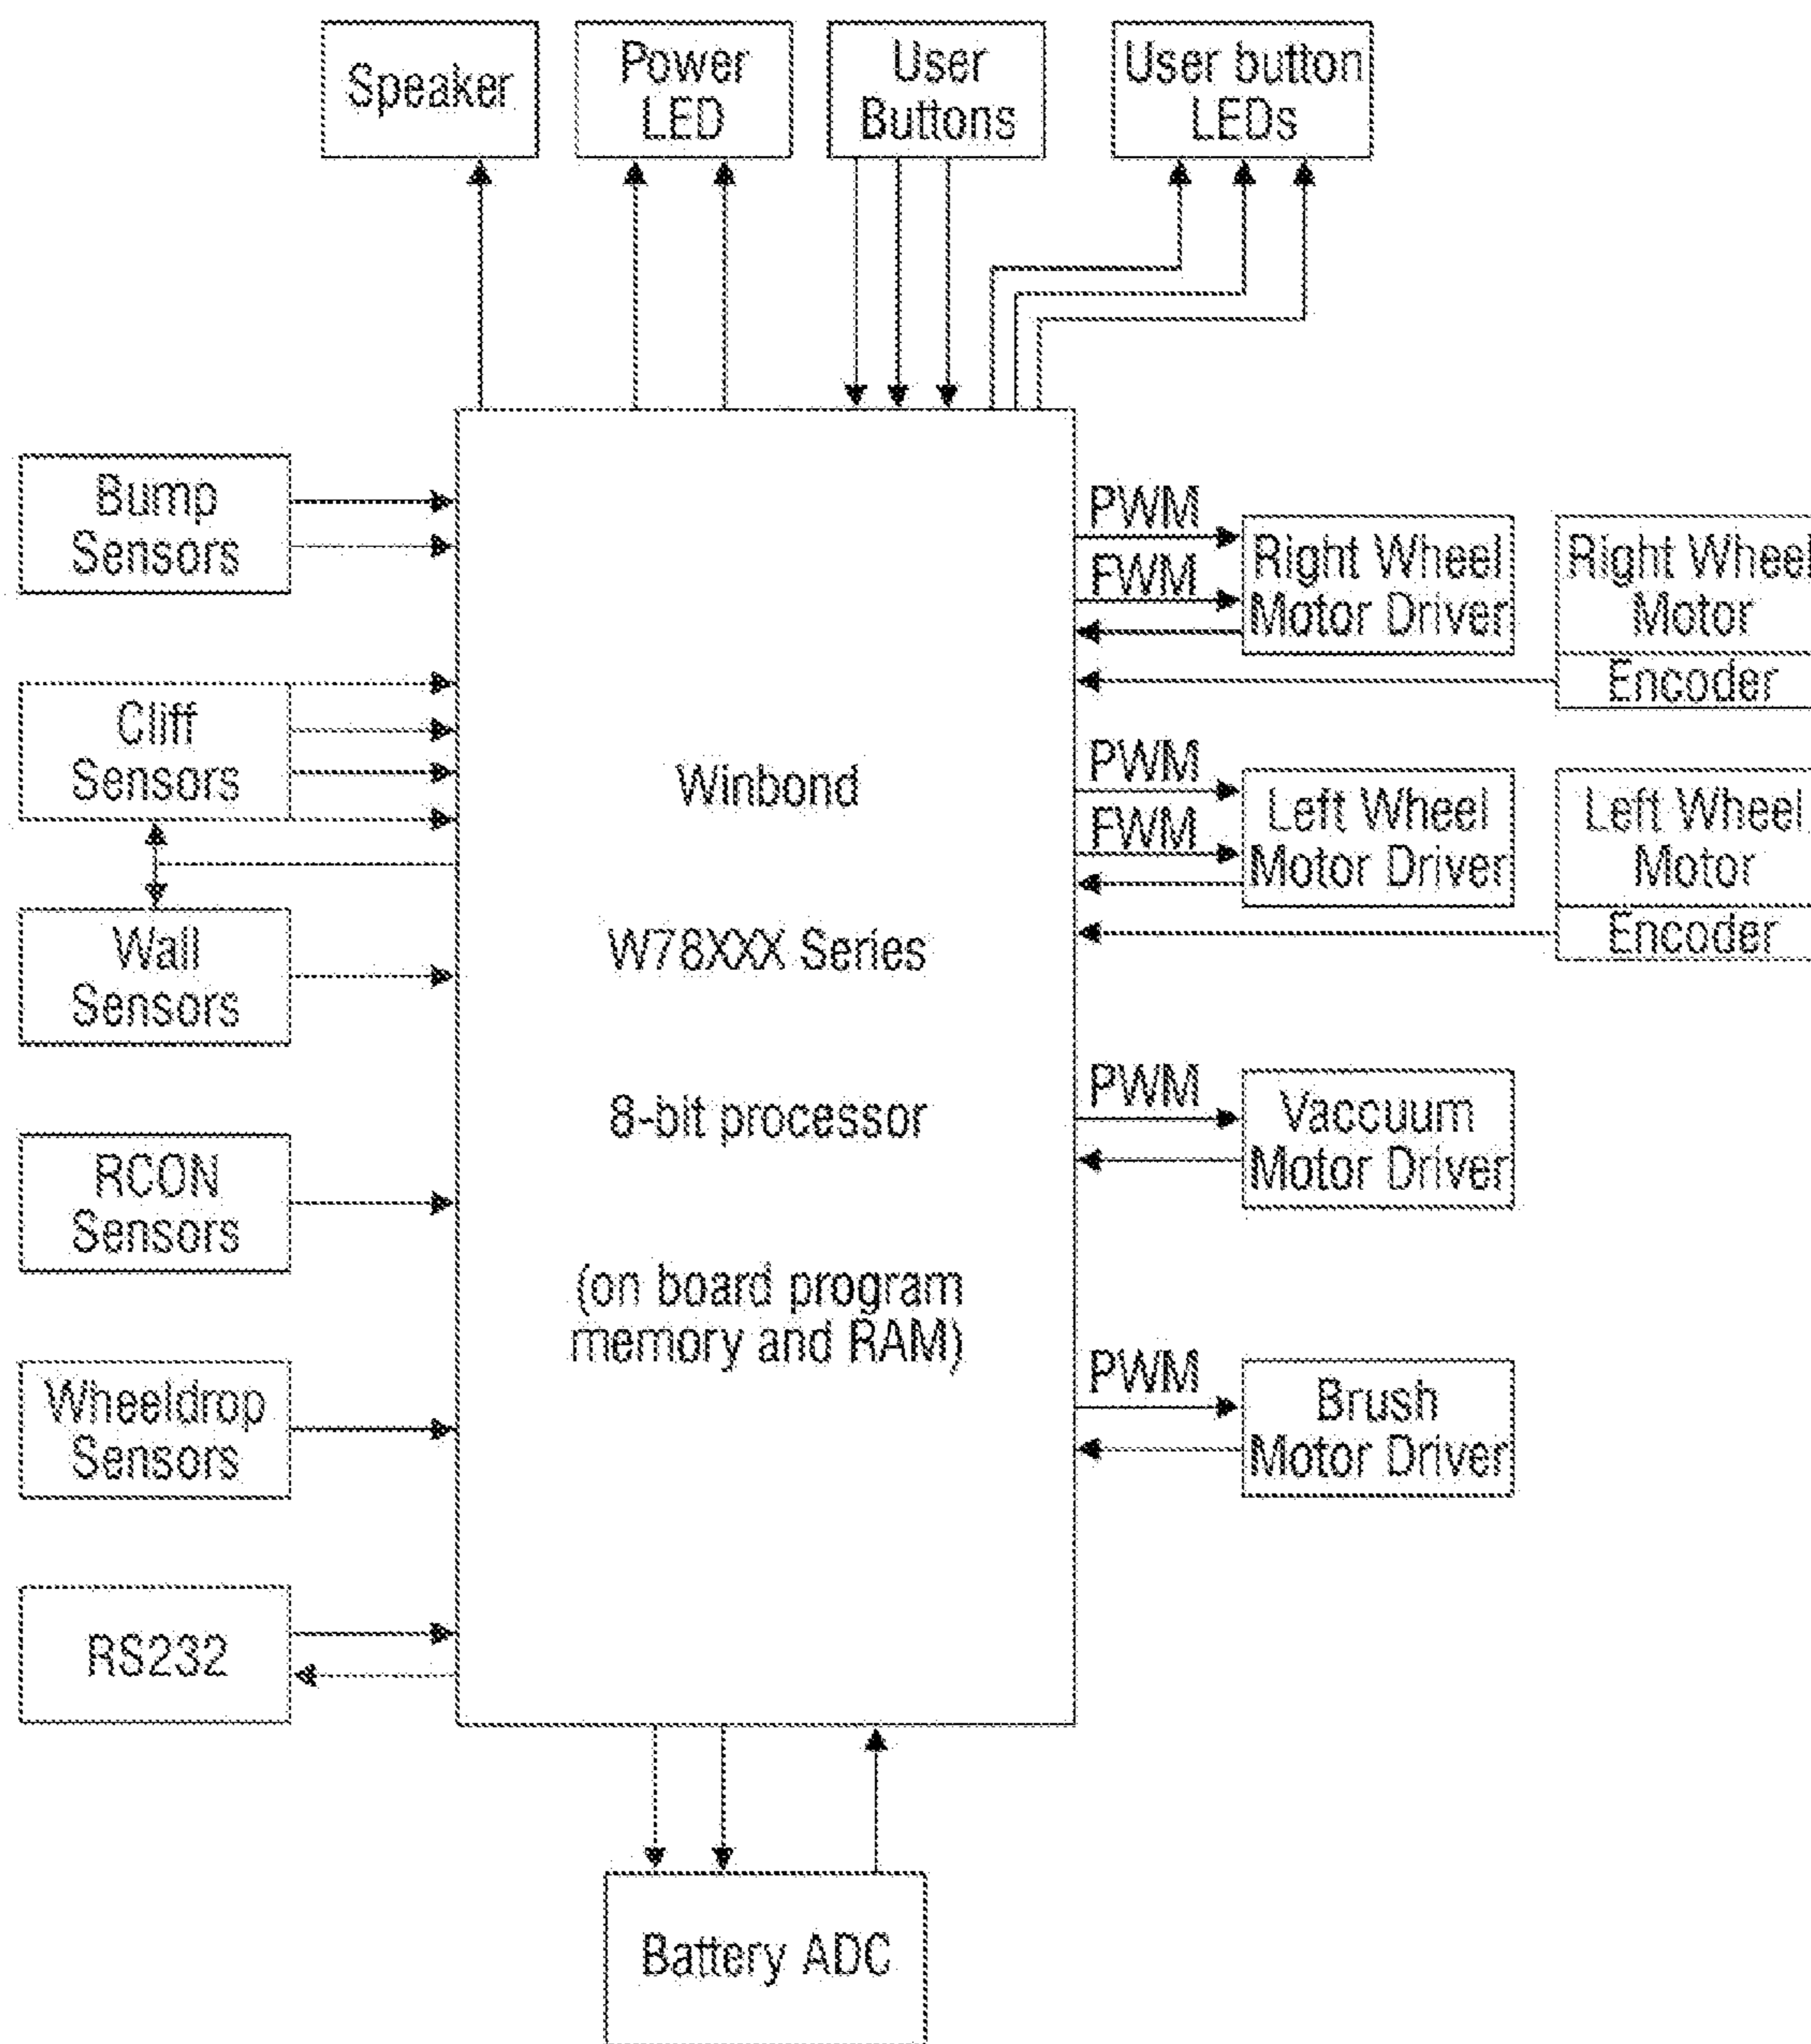 Speaker
Power
LED
User
Buttons
User button
LEDs
Bump
Sensors
Cliff
Sensors
Wall
Sensors
RCON
Sensors
Wheeldrop
Sensors
RS232
Winbond
W78XXX Series
8-bit processor
(on board program
memory and RAM)
PWM
FWM
Right Wheel
Motor Driver
Right Wheel
Motor
Encoder
PWM
FWM
Left Wheel
Motor Driver
Left Wheel
Motor
Encoder
PWM
Vaccuum
Motor Driver
PWM
Brush
Motor Driver
Battery ADC